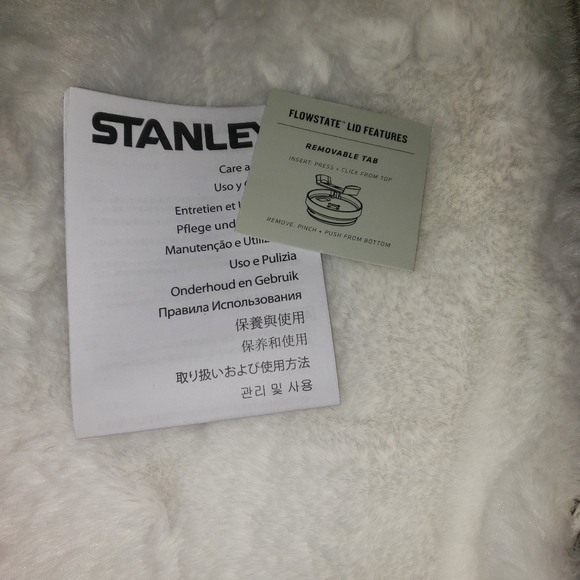 STANLEY
Care a
Uso y
Entretien et
Pflege und
Manutenção e Utiliz
Uso e Pulizia
Onderhoud en Gebruik
Правила Использования
保養與使用
保养和使用
取り扱いおよび使用方法
관리 및 사용
FLOWSTATE™ LID FEATURES
REMOVABLE TAB
INSERT: PRESS + CLICK FROM TOP
REMOVE: PINCH + PUSH FROM BOTTOM